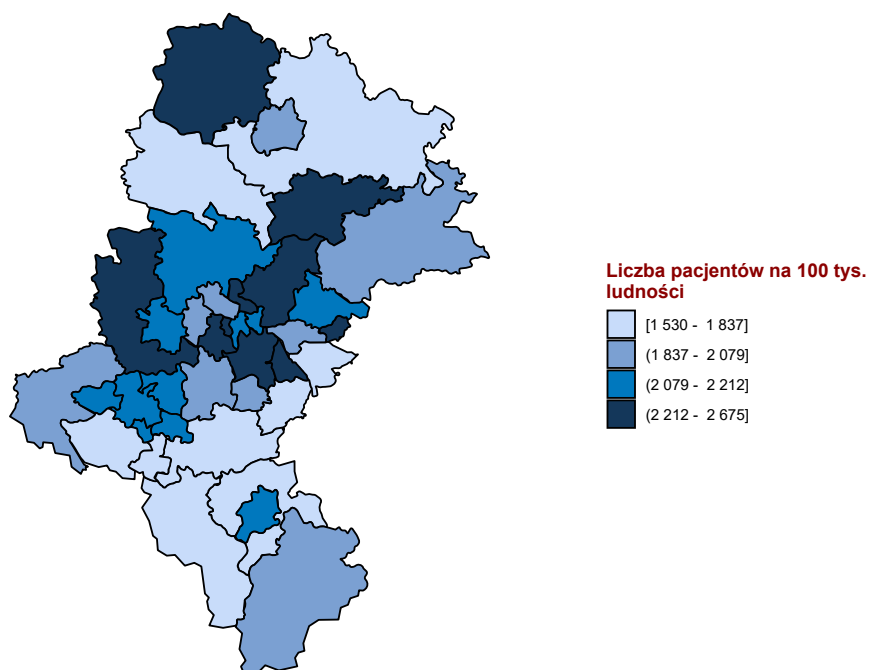 Liczba pacjentów na 100 tys.
ludności
[1 530 - 1 837]
(1 837 - 2 079]
(2 079 - 2 212]
(2 212 - 2 675]